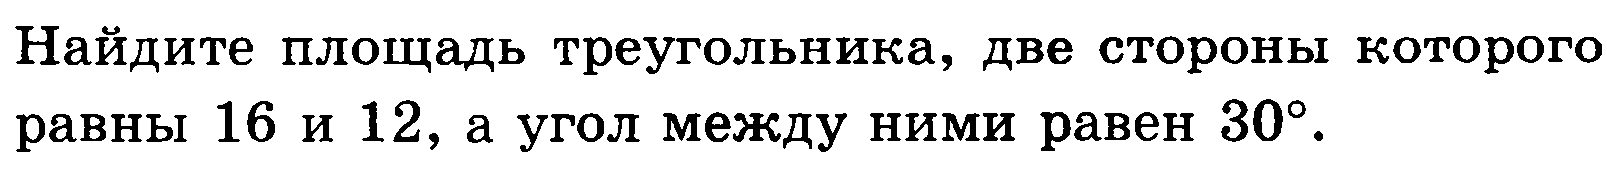 Найдите площадь треугольника, две стороны которого
равны 16 и 12, а угол между ними равен 30°.